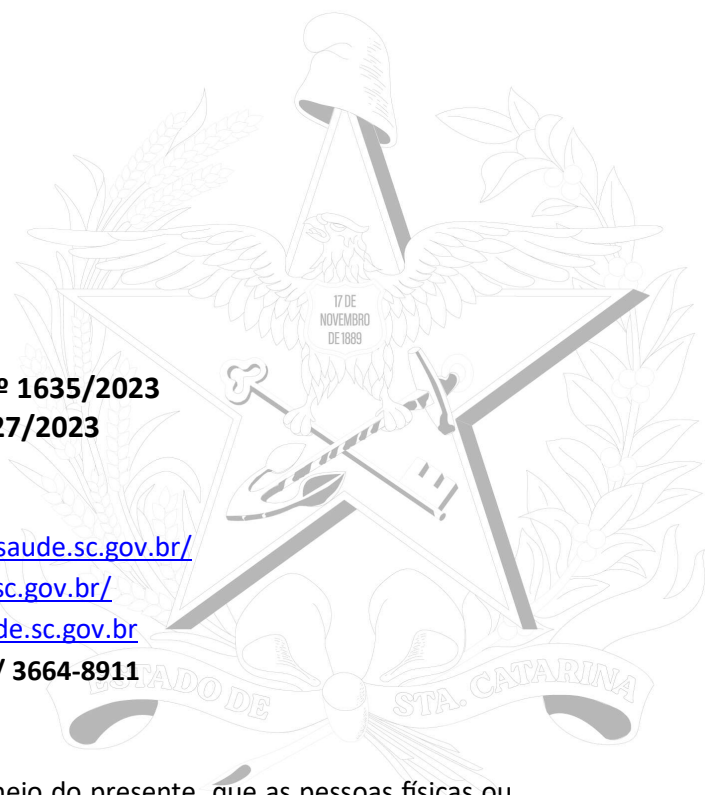 17 DE
NOVEMBRO
DE 1889
º 1635/2023
27/2023
saude.sc.gov.br/
sc.gov.br/
de.sc.gov.br
/ 3664-8911
ESTADO DE STA. CATARINA
meio do presente, que as pessoas físicas ou